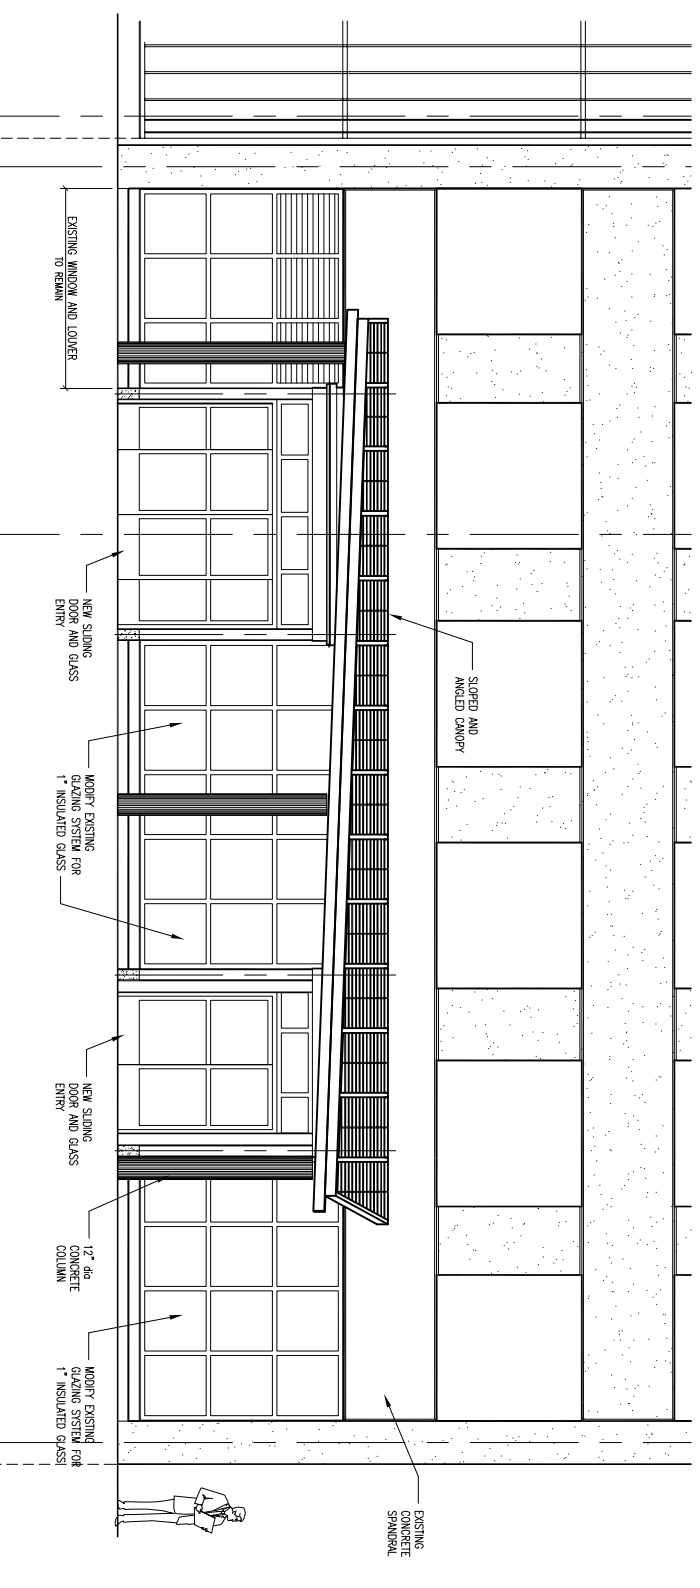 EXISTING WINDOW AND LOUVER
TO REMAIN
NEW SLIDING
DOOR AND GLASS
ENTRY
SLOPED AND
ANGLED CANOPY
MODIFY EXISTING
GLAZING SYSTEM FOR
1" INSULATED GLASS
NEW SLIDING
DOOR AND GLASS
ENTRY
12" dia
CONCRETE
COLUMN
MODIFY EXISTING
GLAZING SYSTEM FOR
1" INSULATED GLASS
EXISTING
CONCRETE
SPANDRAL